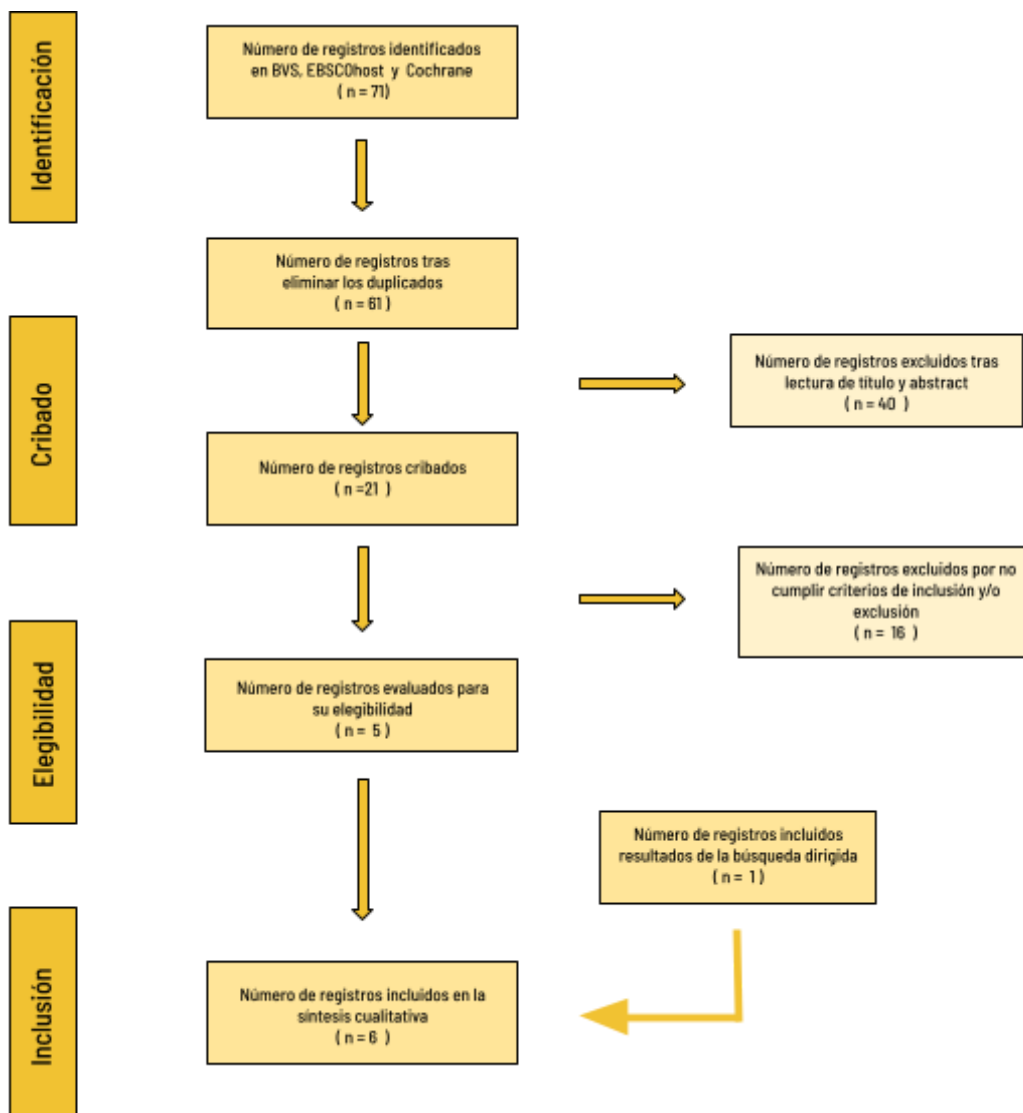 Identificación
Número de registros identificados
en BVS, EBSCOhost y Cochrane
( n = 71)
Número de registros tras
eliminar los duplicados
( n = 61 )
Cribado
Número de registros excluidos tras
lectura de título y abstract
( n = 40 )
Número de registros cribados
( n =21 )
Número de registros excluidos por no
cumplir criterios de inclusión y/o
exclusión
( n = 16 )
Elegibilidad
Número de registros evaluados para
su elegibilidad
( n = 5 )
Número de registros incluidos
resultados de la búsqueda dirigida
( n = 1 )
Inclusión
Número de registros incluidos en la
síntesis cualitativa
( n = 6 )